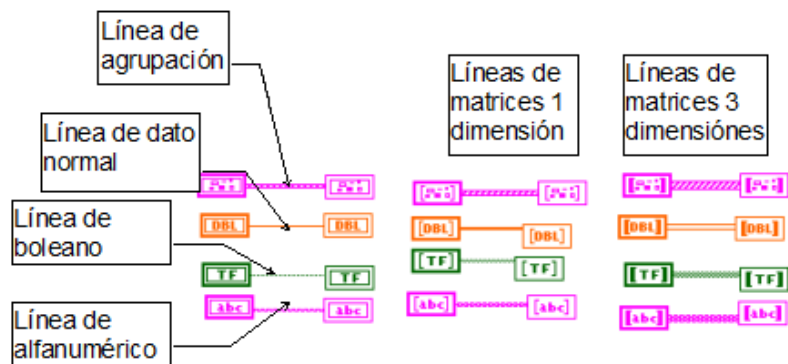 Línea de
agrupación
Línea de dato
normal
Línea de
boleano
Línea de
alfanumérico
Líneas de
matrices 1
dimensión
Líneas de
matrices 3
dimensiónes
DBL DBL
TF TF
abc abc
[DBL] [DBL]
[TF] [TF]
[abc] [abc]
[DBL] [DBL]
[TF] [TF]
[abc] [abc]